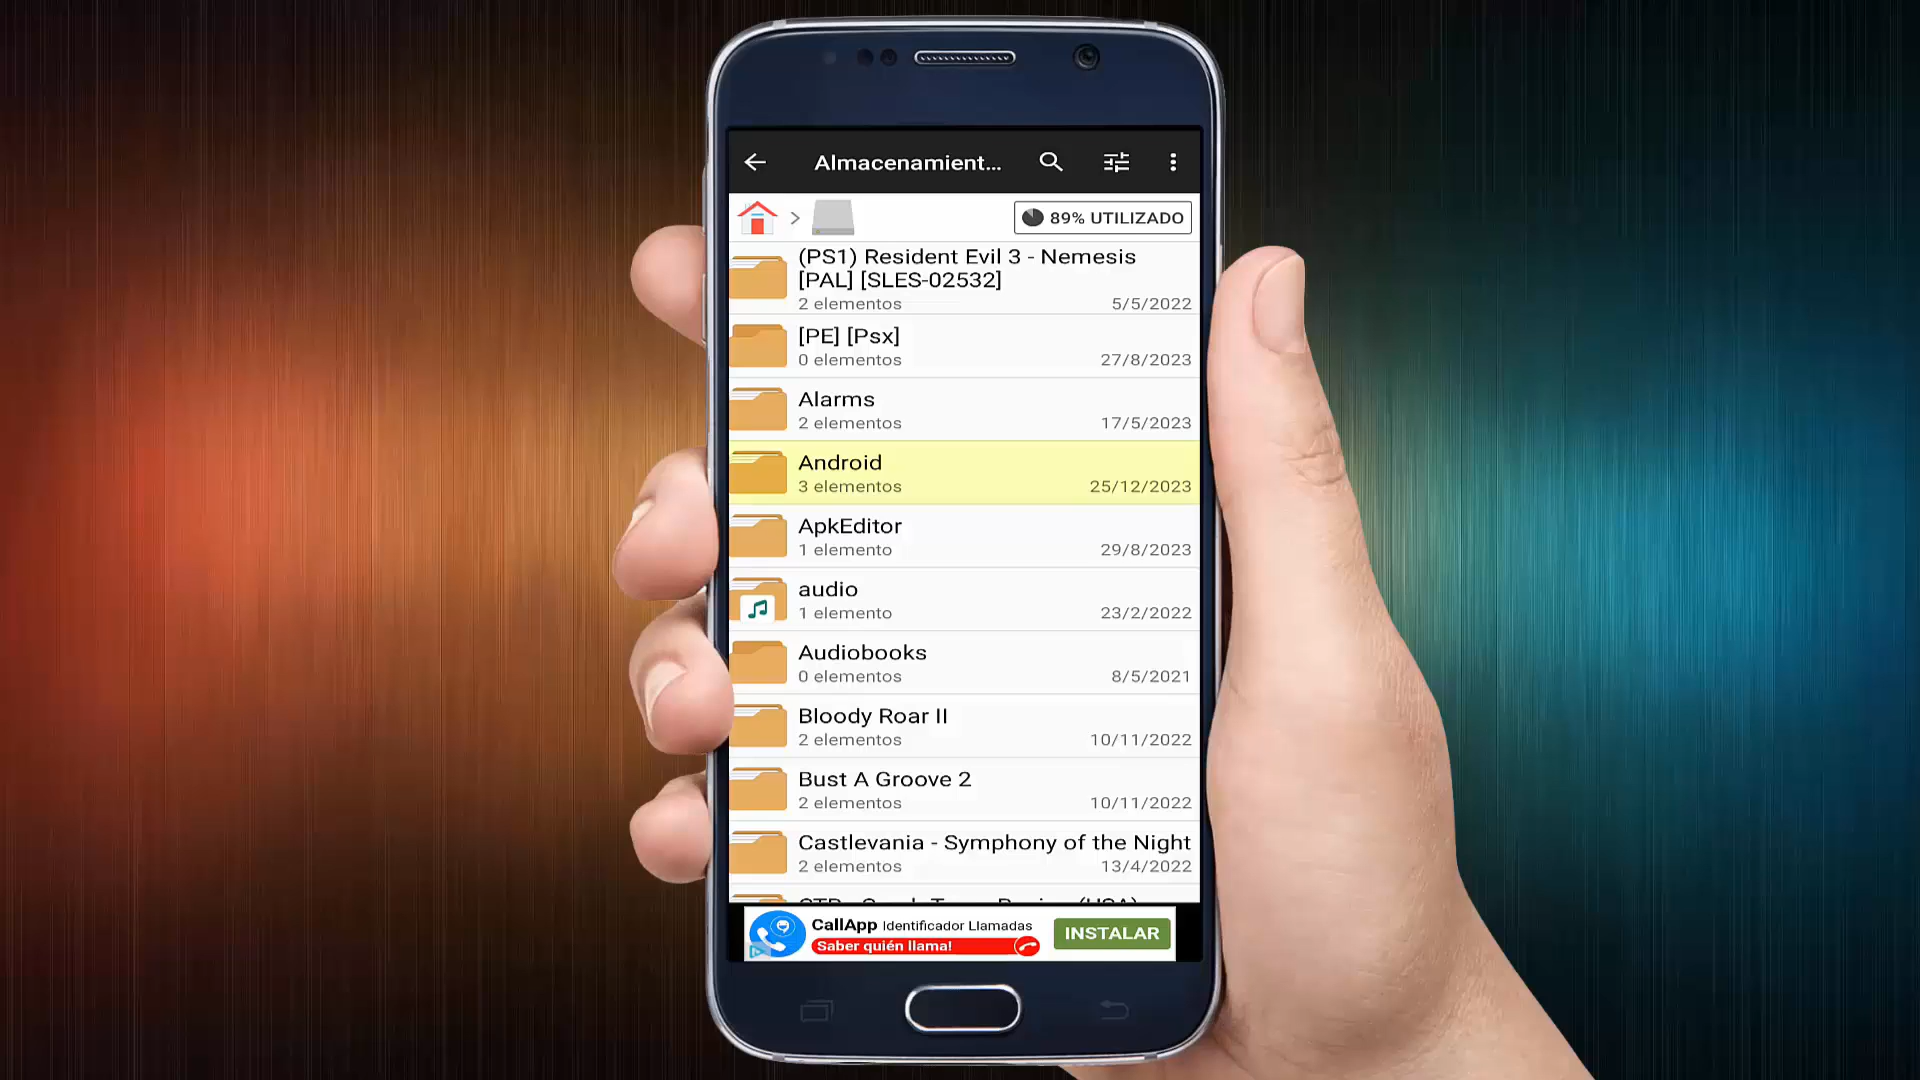 Almacenamient...
89% UTILIZADO
(PS1) Resident Evil 3 - Nemesis
[PAL] [SLES-02532]
2 elementos 5/5/2022
[PE] [Psx]
0 elementos 27/8/2023
Alarms
2 elementos 17/5/2023
Android
3 elementos 25/12/2023
ApkEditor
1 elemento 29/8/2023
audio
1 elemento 23/2/2022
Audiobooks
0 elementos 8/5/2021
Bloody Roar II
2 elementos 10/11/2022
Bust A Groove 2
2 elementos 10/11/2022
Castlevania - Symphony of the Night
2 elementos 13/4/2022
CallApp Identificador Llamadas
Saber quién llama!
INSTALAR